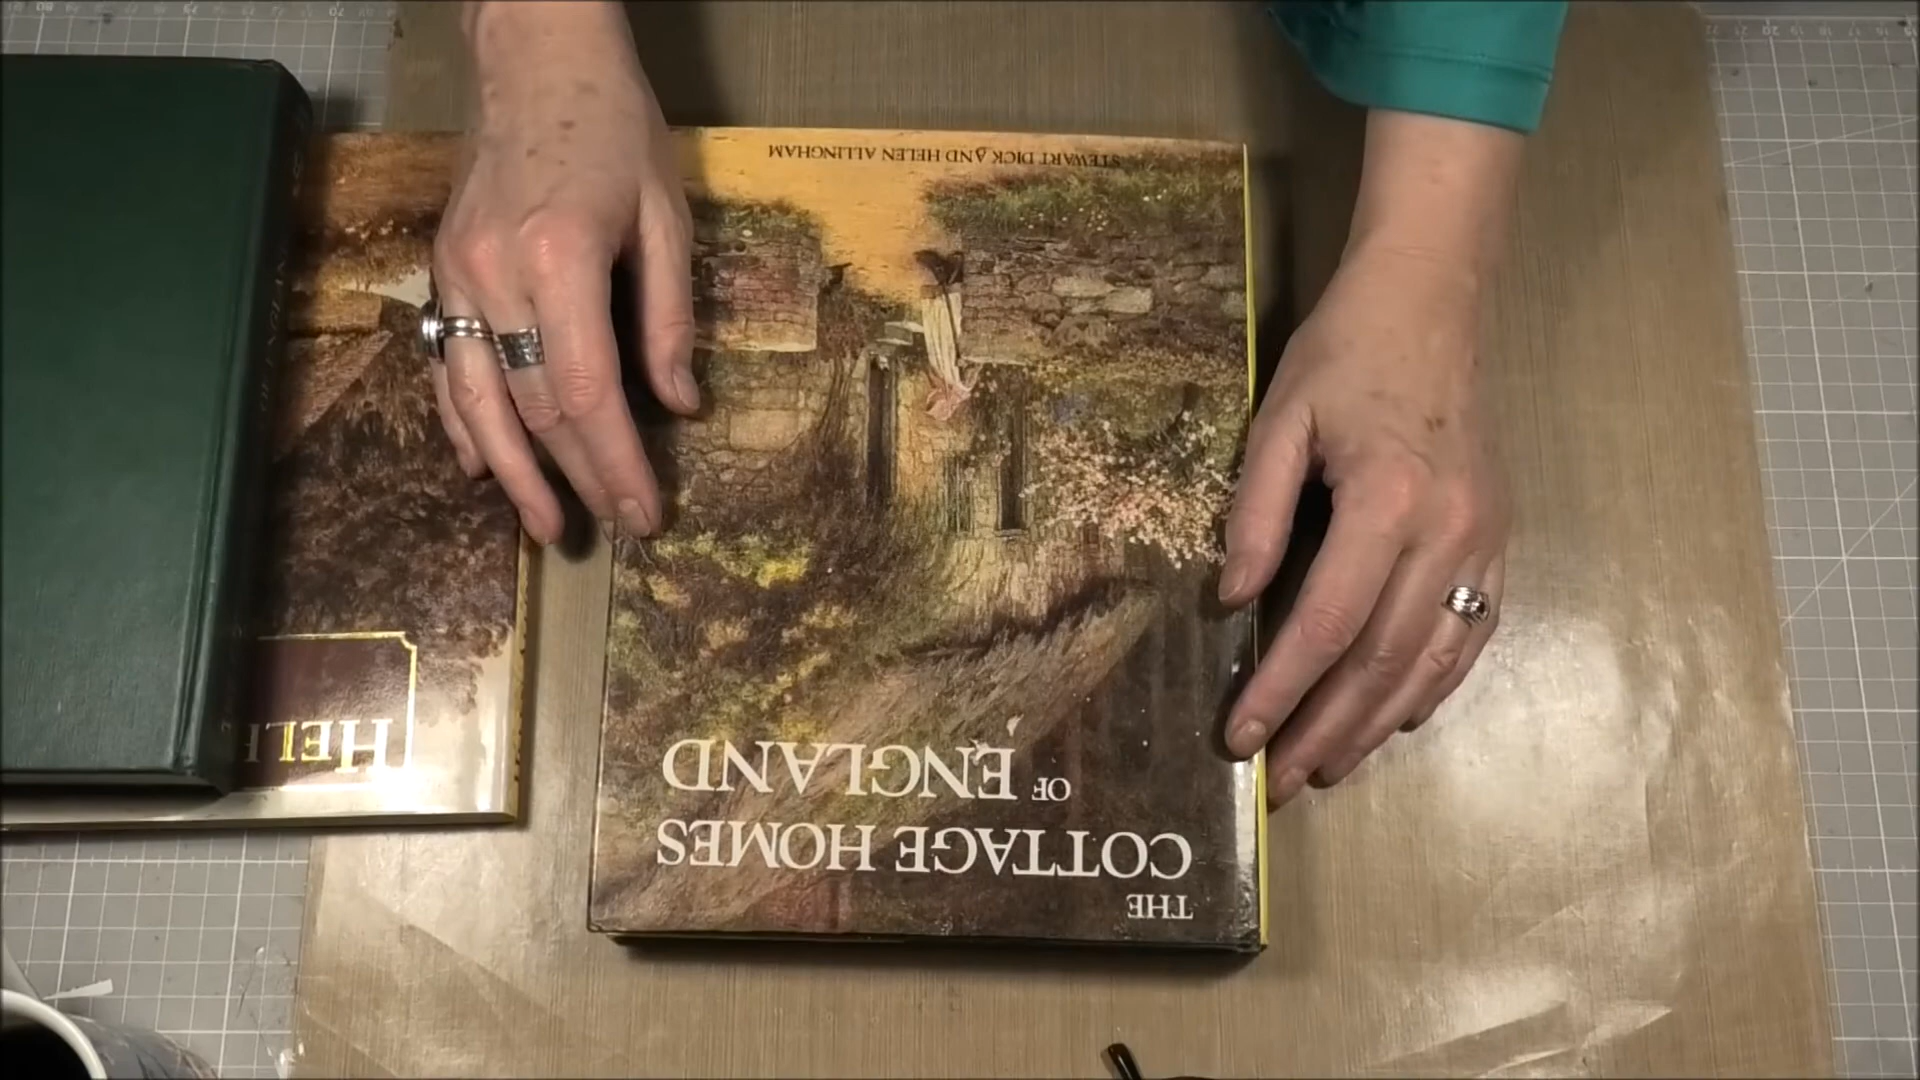 THE
COTTAGE HOMES
OF ENGLAND
STEWART DICK AND HELEN ALLINGHAM
HEL